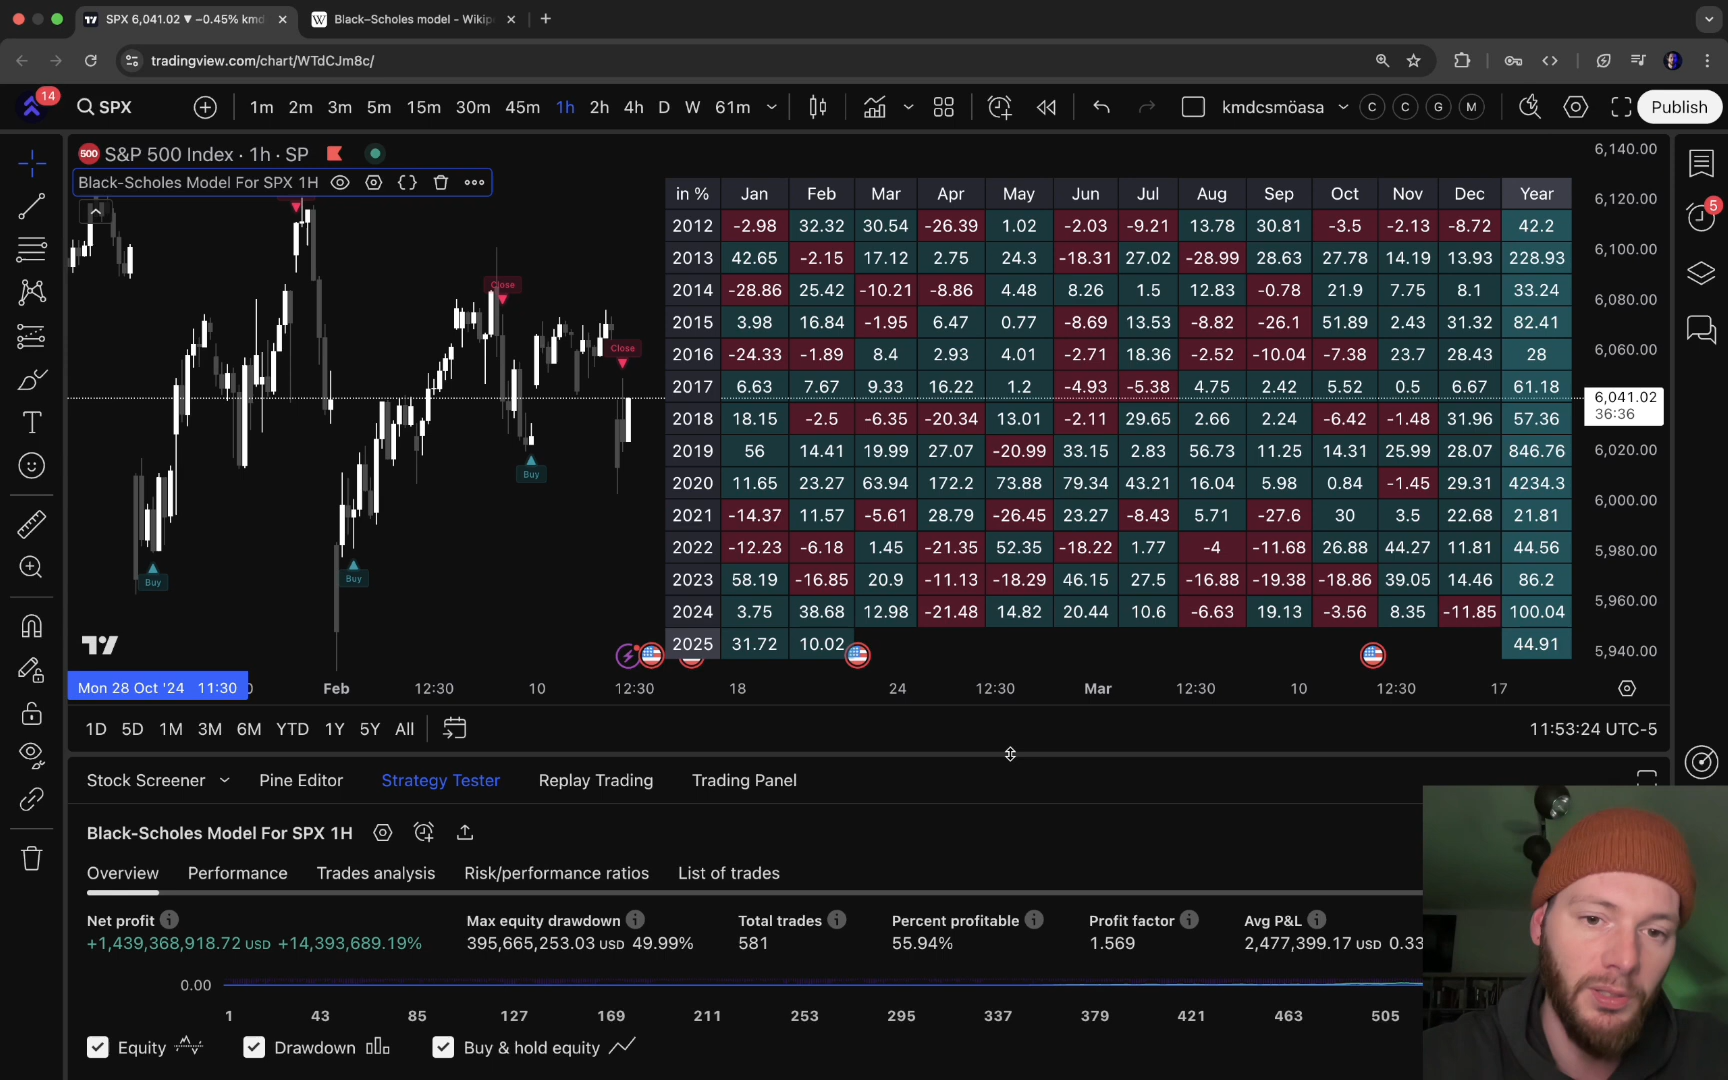 SPX 6,041.02 ▼ −0.45% kmd
Black–Scholes model - Wikip
tradingview.com/chart/WTdCJm8c/
14
SPX
1m 2m 3m 5m 15m 30m 45m 1h 2h 4h D W 61m
kmdcsmöasa
C C G M
Publish
500 S&P 500 Index · 1h · SP
Black-Scholes Model For SPX 1H
in % Jan Feb Mar Apr May Jun Jul Aug Sep Oct Nov Dec Year
2012 -2.98 32.32 30.54 -26.39 1.02 -2.03 -9.21 13.78 30.81 -3.5 -2.13 -8.72 42.2
2013 42.65 -2.15 17.12 2.75 24.3 -18.31 27.02 -28.99 28.63 27.78 14.19 13.93 228.93
2014 -28.86 25.42 -10.21 -8.86 4.48 8.26 1.5 12.83 -0.78 21.9 7.75 8.1 33.24
2015 3.98 16.84 -1.95 6.47 0.77 -8.69 13.53 -8.82 -26.1 51.89 2.43 31.32 82.41
2016 -24.33 -1.89 8.4 2.93 4.01 -2.71 18.36 -2.52 -10.04 -7.38 23.7 28.43 28
2017 6.63 7.67 9.33 16.22 1.2 -4.93 -5.38 4.75 2.42 5.52 0.5 6.67 61.18
2018 18.15 -2.5 -6.35 -20.34 13.01 -2.11 29.65 2.66 2.24 -6.42 -1.48 31.96 57.36
2019 56 14.41 19.99 27.07 -20.99 33.15 2.83 56.73 11.25 14.31 25.99 28.07 846.76
2020 11.65 23.27 63.94 172.2 73.88 79.34 43.21 16.04 5.98 0.84 -1.45 29.31 4234.3
2021 -14.37 11.57 -5.61 28.79 -26.45 23.27 -8.43 5.71 -27.6 30 3.5 22.68 21.81
2022 -12.23 -6.18 1.45 -21.35 52.35 -18.22 1.77 -4 -11.68 26.88 44.27 11.81 44.56
2023 58.19 -16.85 20.9 -11.13 -18.29 46.15 27.5 -16.88 -19.38 -18.86 39.05 14.46 86.2
2024 3.75 38.68 12.98 -21.48 14.82 20.44 10.6 -6.63 19.13 -3.56 8.35 -11.85 100.04
2025 31.72 10.02 44.91
Close
Close
Buy
Buy
Buy
6,140.00
6,120.00
6,100.00
6,080.00
6,060.00
6,041.02
36:36
6,020.00
6,000.00
5,980.00
5,960.00
5,940.00
5
Mon 28 Oct '24 11:30
Feb 12:30 10 12:30 18 24 12:30 Mar 12:30 10 12:30 17
1D 5D 1M 3M 6M YTD 1Y 5Y All
11:53:24 UTC-5
Stock Screener Pine Editor Strategy Tester Replay Trading Trading Panel
Black-Scholes Model For SPX 1H
Overview Performance Trades analysis Risk/performance ratios List of trades
Net profit Max equity drawdown Total trades Percent profitable Profit factor Avg P&L
+1,439,368,918.72 USD +14,393,689.19% 395,665,253.03 USD 49.99% 581 55.94% 1.569 2,477,399.17 USD 0.33
0.00
1 43 85 127 169 211 253 295 337 379 421 463 505
Equity Drawdown Buy & hold equity